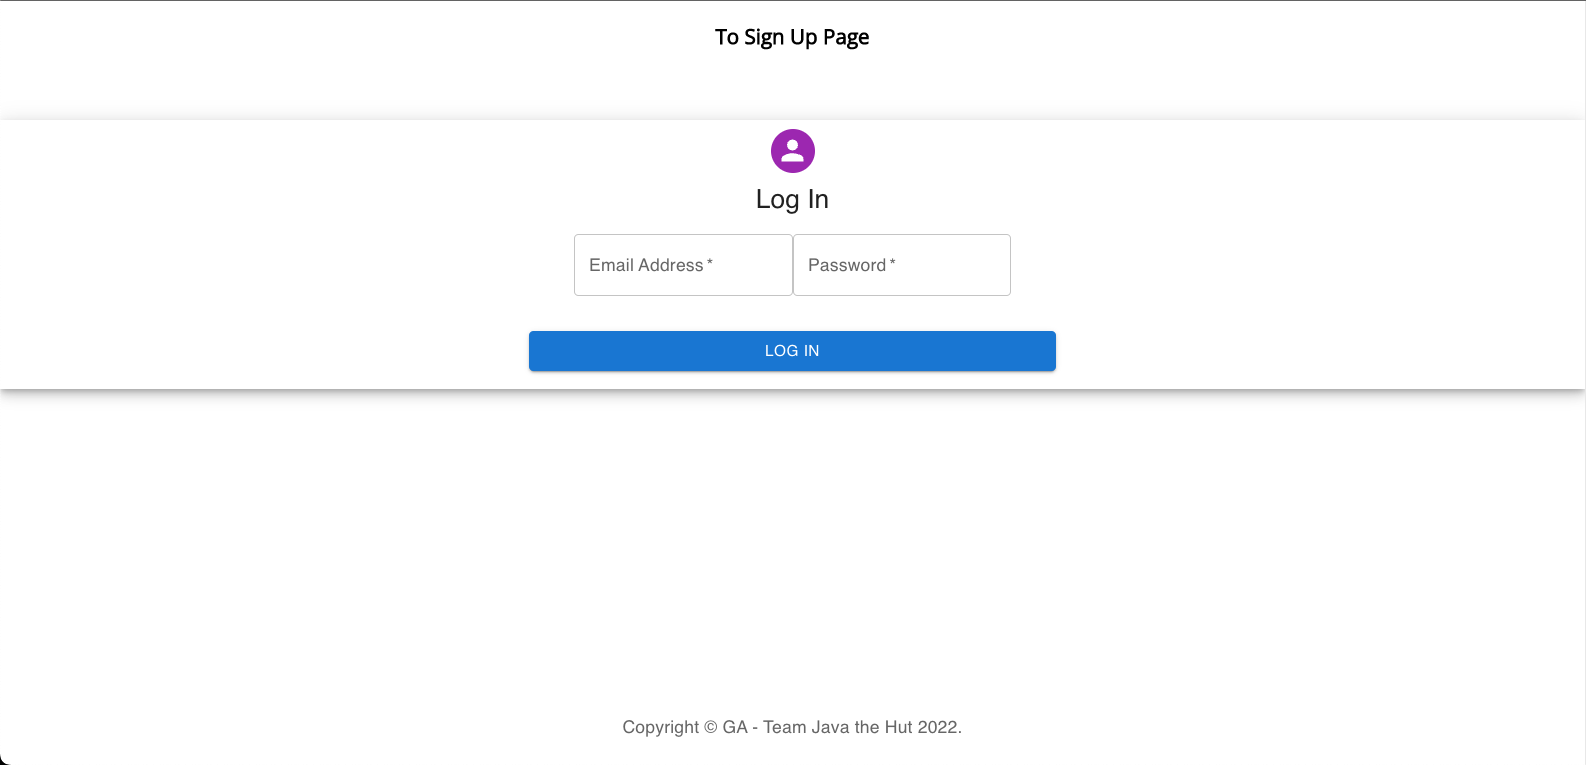 To Sign Up Page
Log In
Email Address * Password *
LOG IN
Copyright © GA - Team Java the Hut 2022.